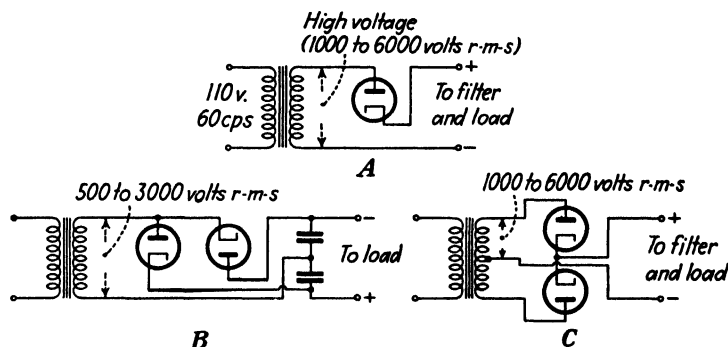 High voltage
(1000 to 6000 volts r-m-s)
110 v.
60 cps
+
To filter
and load
−
A
500 to 3000 volts r-m-s
−
To load
+
B
1000 to 6000 volts r-m-s
+
To filter
and load
−
C